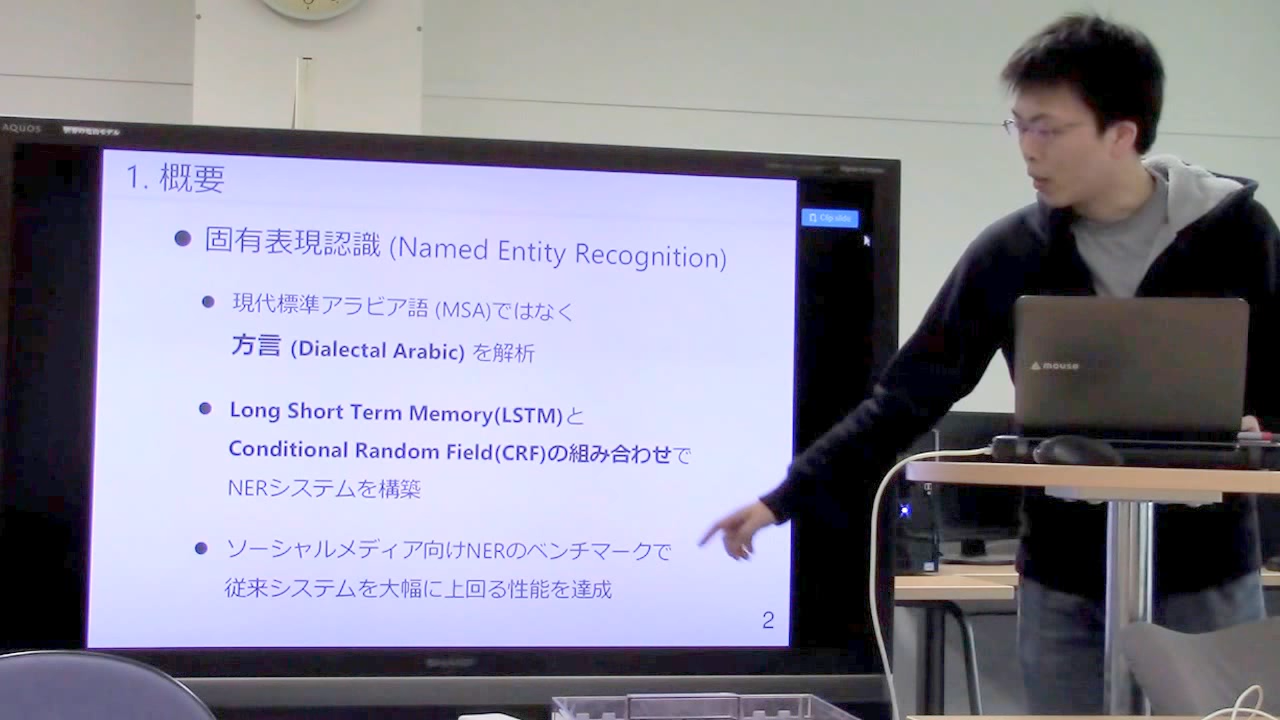 AQUOS
1. 概要
Clip slide
固有表現認識 (Named Entity Recognition)
現代標準アラビア語 (MSA)ではなく
方言 (Dialectal Arabic) を解析
Long Short Term Memory(LSTM)と
Conditional Random Field(CRF)の組み合わせで
NERシステムを構築
ソーシャルメディア向けNERのベンチマークで
従来システムを大幅に上回る性能を達成
2
mouse